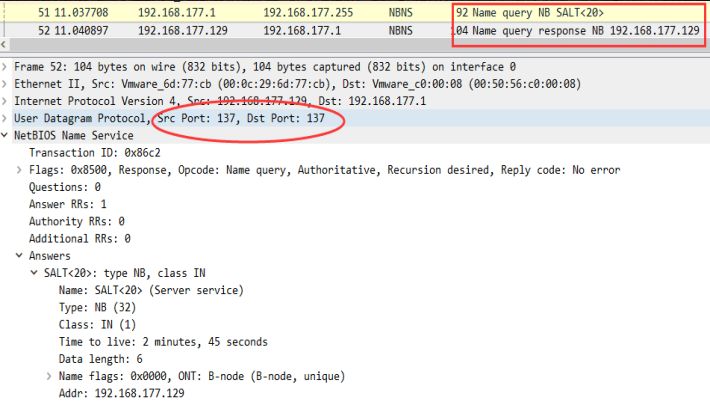 51 11.037708 192.168.177.1 192.168.177.255 NBNS 92 Name query NB SALT<20>
52 11.040897 192.168.177.129 192.168.177.1 NBNS 104 Name query response NB 192.168.177.129
Frame 52: 104 bytes on wire (832 bits), 104 bytes captured (832 bits) on interface 0
Ethernet II, Src: Vmware_6d:77:cb (00:0c:29:6d:77:cb), Dst: Vmware_c0:00:08 (00:50:56:c0:00:08)
Internet Protocol Version 4, Src: 192.168.177.129, Dst: 192.168.177.1
User Datagram Protocol, Src Port: 137, Dst Port: 137
NetBIOS Name Service
Transaction ID: 0x86c2
Flags: 0x8500, Response, Opcode: Name query, Authoritative, Recursion desired, Reply code: No error
Questions: 0
Answer RRs: 1
Authority RRs: 0
Additional RRs: 0
Answers
SALT<20>: type NB, class IN
Name: SALT<20> (Server service)
Type: NB (32)
Class: IN (1)
Time to live: 2 minutes, 45 seconds
Data length: 6
Name flags: 0x0000, ONT: B-node (B-node, unique)
Addr: 192.168.177.129